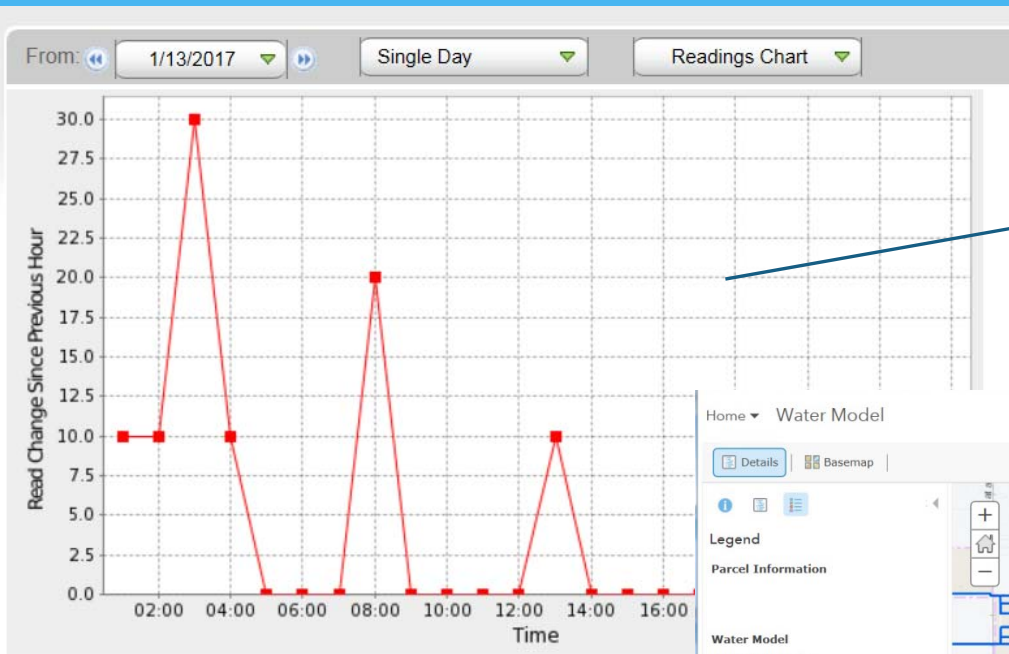 From:
1/13/2017
Single Day
Readings Chart
Read Change Since Previous Hour
30.0
27.5
25.0
22.5
20.0
17.5
15.0
12.5
10.0
7.5
5.0
2.5
0.0
02:00 04:00 06:00 08:00 10:00 12:00 14:00 16:00
Time
Home Water Model
Details
Basemap
Legend
Parcel Information
Water Model